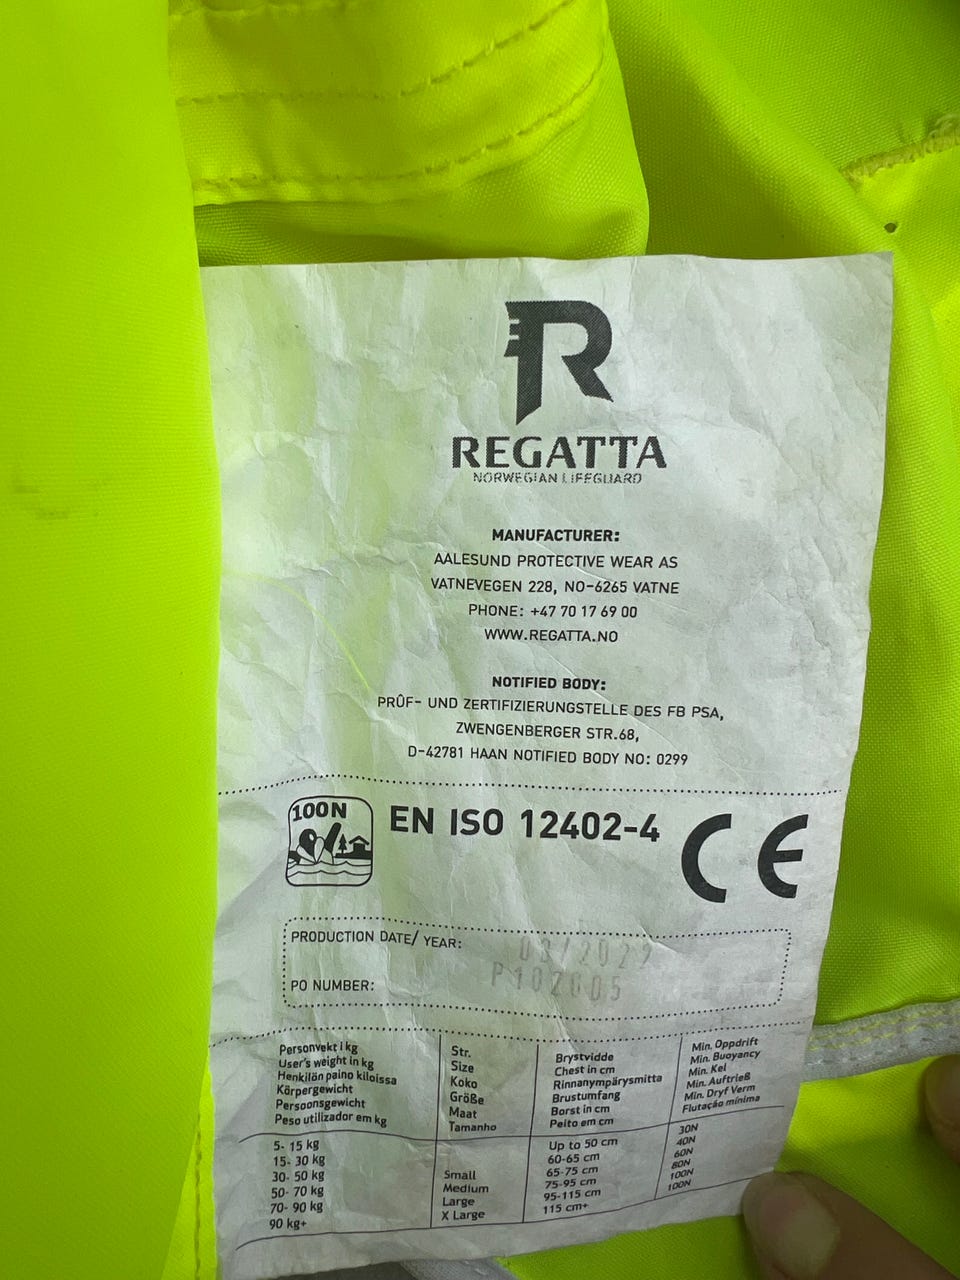 REGATTA
NORWEGIAN LIFEGUARD
MANUFACTURER:
AALESUND PROTECTIVE WEAR AS
VATNEVEGEN 228, NO-6265 VATNE
PHONE: +47 70 17 69 00
WWW.REGATTA.NO
NOTIFIED BODY:
PRÛF- UND ZERTIFIZIERUNGSTELLE DES FB PSA,
ZWENGENBERGER STR.68,
D-42781 HAAN NOTIFIED BODY NO: 0299
100N
EN ISO 12402-4
CE
PRODUCTION DATE/ YEAR: 03/2022
PO NUMBER: P102005
Personvekt i kg
User's weight in kg
Henkilön paino kiloissa
Körpergewicht
Persoonsgewicht
Peso utilizador em kg
Str.
Size
Koko
Größe
Maat
Tamanho
Brystvidde
Chest in cm
Rinnanympärysmitta
Brustumfang
Borst in cm
Peito em cm
Min. Oppdrift
Min. Buoyancy
Min. Kel
Min. Auftrieß
Min. Dryf Verm
Flutação mínima
5- 15 kg Up to 50 cm 30N
15- 30 kg 60-65 cm 40N
30- 50 kg Small 65-75 cm 60N
50- 70 kg Medium 75-95 cm 80N
70- 90 kg Large 95-115 cm 100N
90 kg+ X Large 115 cm+ 100N